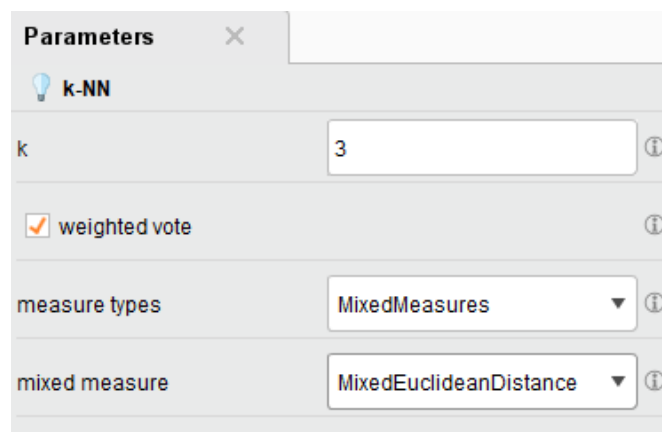 Parameters
k-NN
k 3
weighted vote
measure types MixedMeasures
mixed measure MixedEuclideanDistance